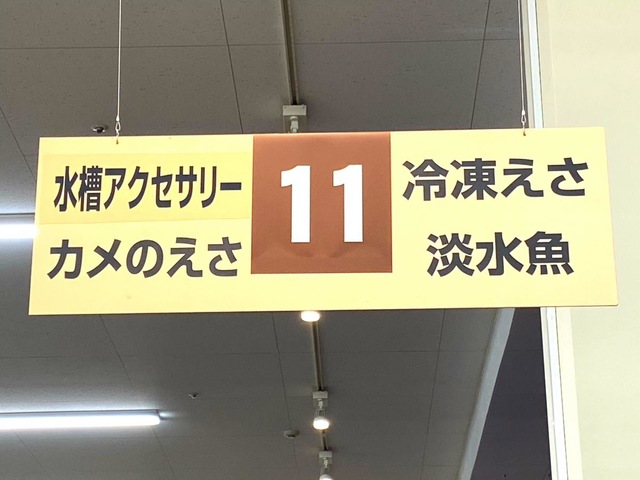 水槽アクセサリー
カメのえさ
11
冷凍えさ
淡水魚